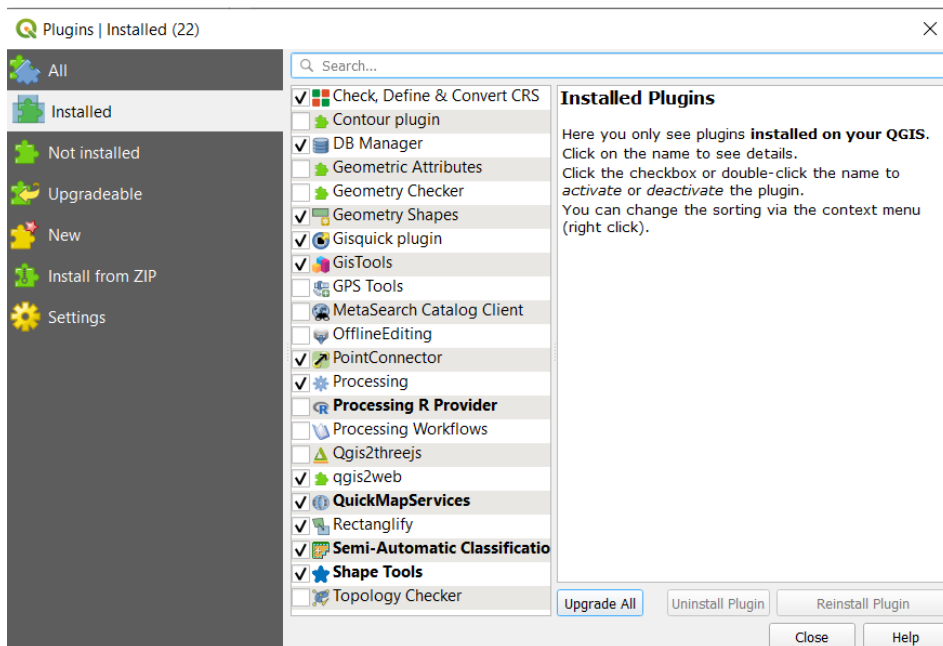 Plugins | Installed (22)
All
Installed
Not installed
Upgradeable
New
Install from ZIP
Settings
Search...
Check, Define & Convert CRS
Contour plugin
DB Manager
Geometric Attributes
Geometry Checker
Geometry Shapes
Gisquick plugin
GisTools
GPS Tools
MetaSearch Catalog Client
OfflineEditing
PointConnector
Processing
Processing R Provider
Processing Workflows
Qgis2threejs
qgis2web
QuickMapServices
Rectanglify
Semi-Automatic Classificatio
Shape Tools
Topology Checker
Installed Plugins
Here you only see plugins installed on your QGIS.
Click on the name to see details.
Click the checkbox or double-click the name to
activate or deactivate the plugin.
You can change the sorting via the context menu
(right click).
Upgrade All
Uninstall Plugin
Reinstall Plugin
Close
Help